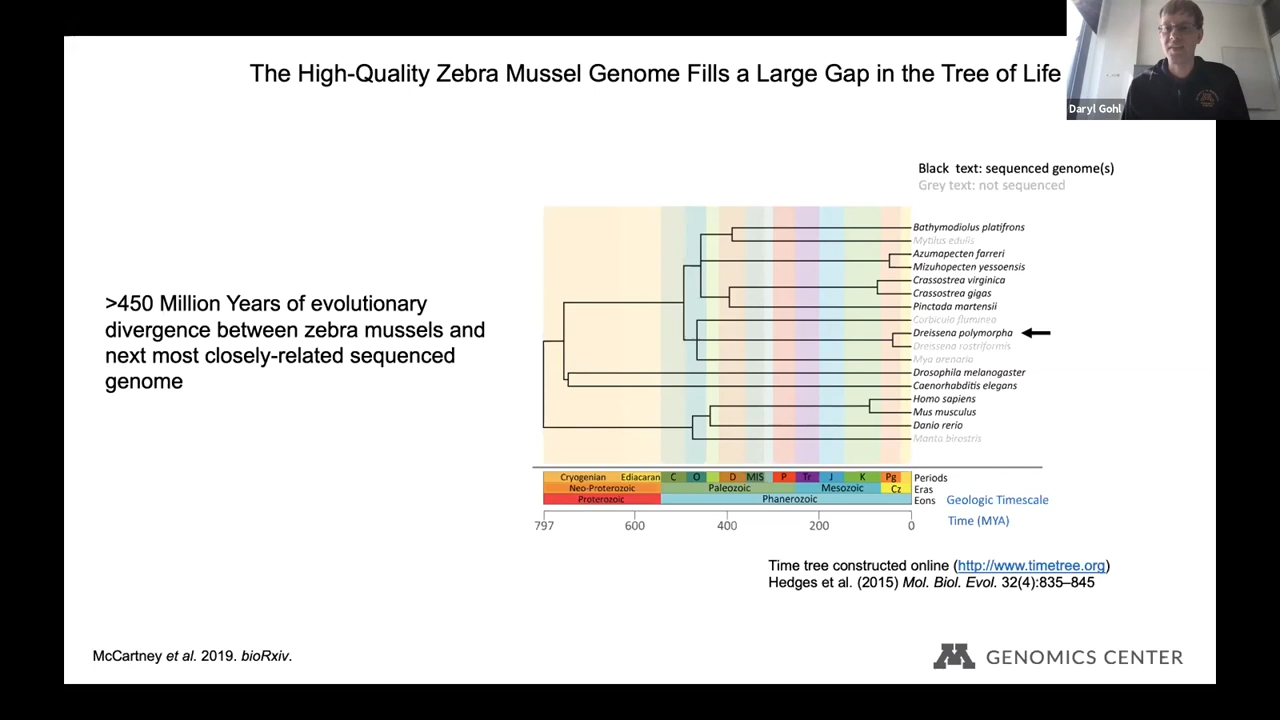 The High-Quality Zebra Mussel Genome Fills a Large Gap in the Tree of Life
Daryl Gohl
Black text: sequenced genome(s)
Grey text: not sequenced
>450 Million Years of evolutionary
divergence between zebra mussels and
next most closely-related sequenced
genome
Bathymodiolus platifrons
Mytilus edulis
Azumapecten farreri
Mizuhopecten yessoensis
Crassostrea virginica
Crassostrea gigas
Pinctada martensii
Corbicula fluminea
Dreissena polymorpha
Dreissena rostriformis
Mya arenaria
Drosophila melanogaster
Caenorhabditis elegans
Homo sapiens
Mus musculus
Danio rerio
Manta birostris
Cryogenian Ediacaran C O D MIS P Tr J K Pg Periods
Neo-Proterozoic Paleozoic Mesozoic Cz Eras
Proterozoic Phanerozoic Eons
Geologic Timescale
797 600 400 200 0
Time (MYA)
Time tree constructed online (http://www.timetree.org)
Hedges et al. (2015) Mol. Biol. Evol. 32(4):835–845
McCartney et al. 2019. bioRxiv.
M GENOMICS CENTER